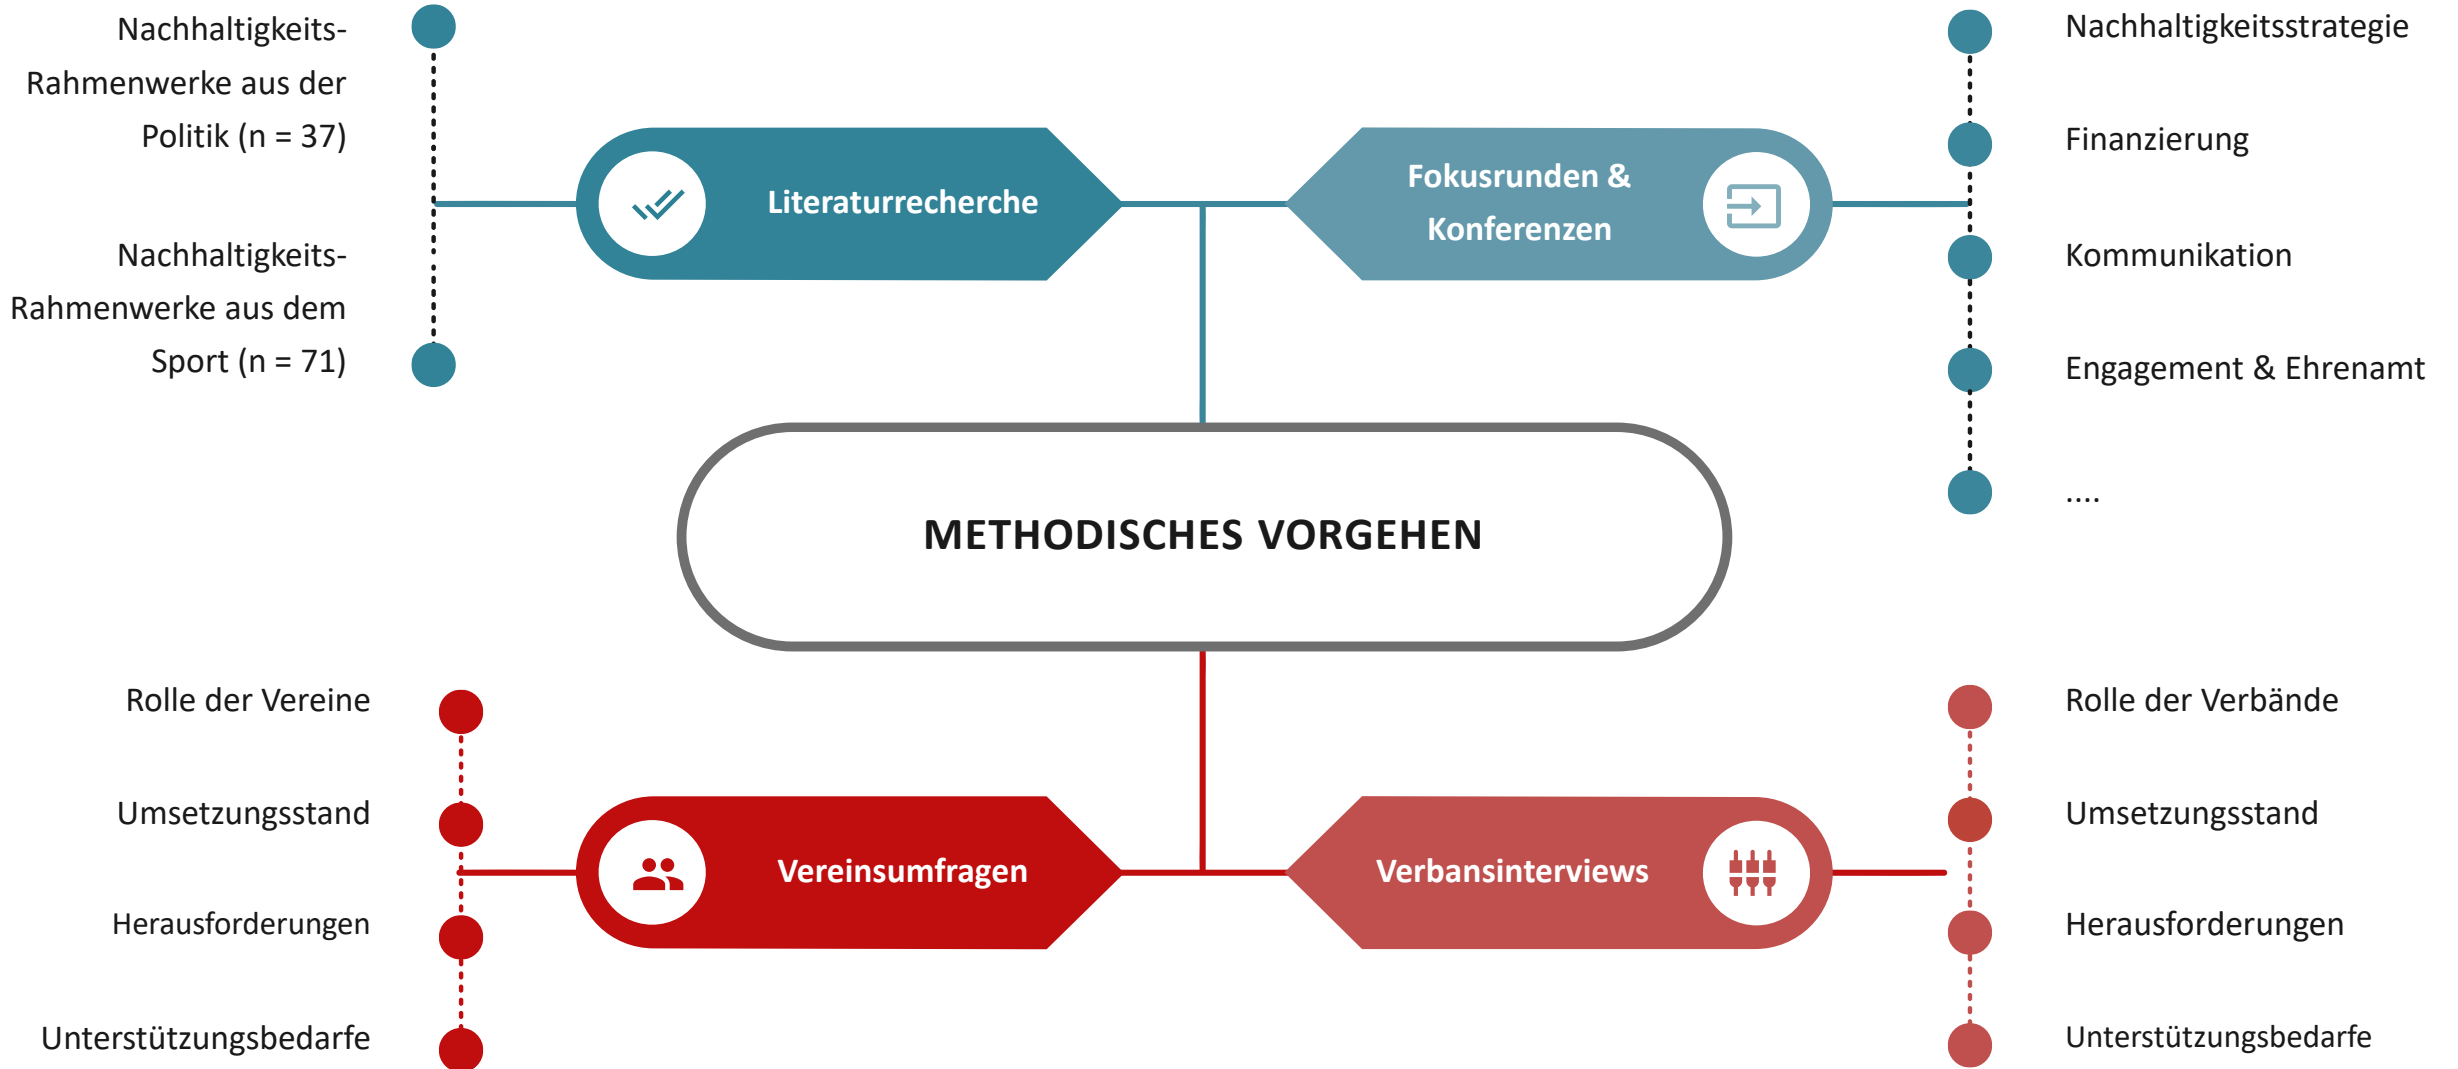 Nachhaltigkeits-
Rahmenwerke aus der
Politik (n = 37)
Nachhaltigkeits-
Rahmenwerke aus dem
Sport (n = 71)
Literaturrecherche
Fokusrunden &
Konferenzen
Nachhaltigkeitsstrategie
Finanzierung
Kommunikation
Engagement & Ehrenamt
....
METHODISCHES VORGEHEN
Rolle der Vereine
Umsetzungsstand
Herausforderungen
Unterstützungsbedarfe
Vereinsumfragen
Verbansinterviews
Rolle der Verbände
Umsetzungsstand
Herausforderungen
Unterstützungsbedarfe